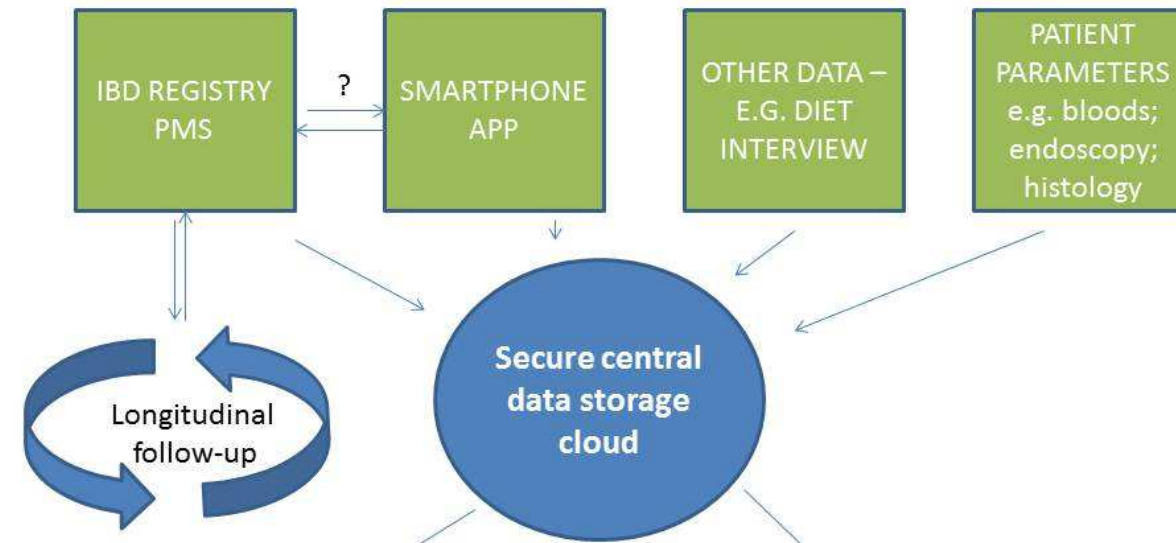 IBD REGISTRY
PMS
?
SMARTPHONE
APP
OTHER DATA –
E.G. DIET
INTERVIEW
PATIENT
PARAMETERS
e.g. bloods;
endoscopy;
histology
Longitudinal
follow-up
Secure central
data storage
cloud